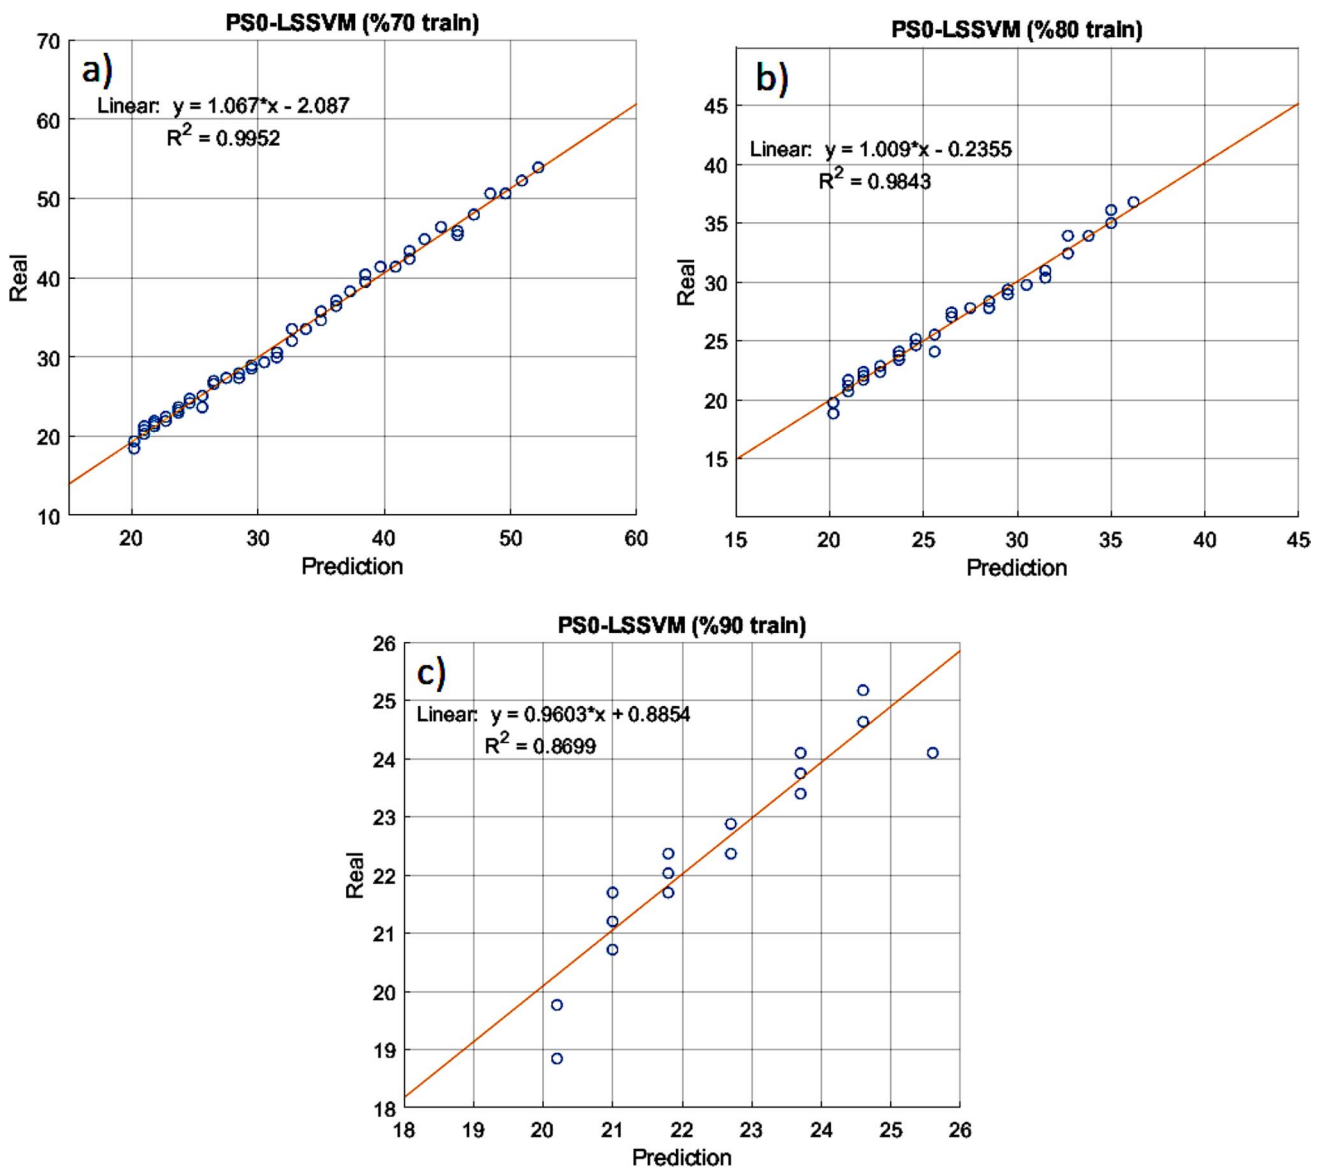 PS0-LSSVM (%70 train)
a)
Linear: y = 1.067*x - 2.087
R² = 0.9952
70
60
50
40
30
20
10
Real
20 30 40 50 60
Prediction
PS0-LSSVM (%80 train)
b)
Linear: y = 1.009*x - 0.2355
R² = 0.9843
45
40
35
30
25
20
15
Real
15 20 25 30 35 40 45
Prediction
PS0-LSSVM (%90 train)
c)
Linear: y = 0.9603*x + 0.8854
R² = 0.8699
26
25
24
23
22
21
20
19
18
Real
18 19 20 21 22 23 24 25 26
Prediction